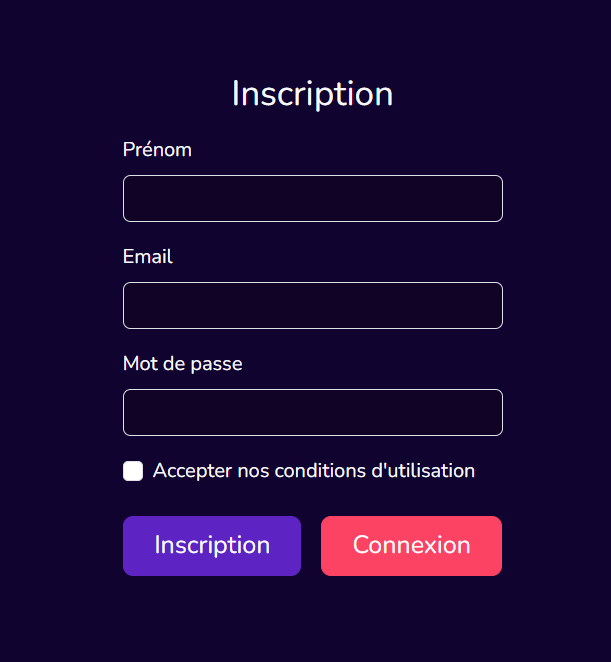 Inscription
Prénom
Email
Mot de passe
Accepter nos conditions d'utilisation
Inscription
Connexion